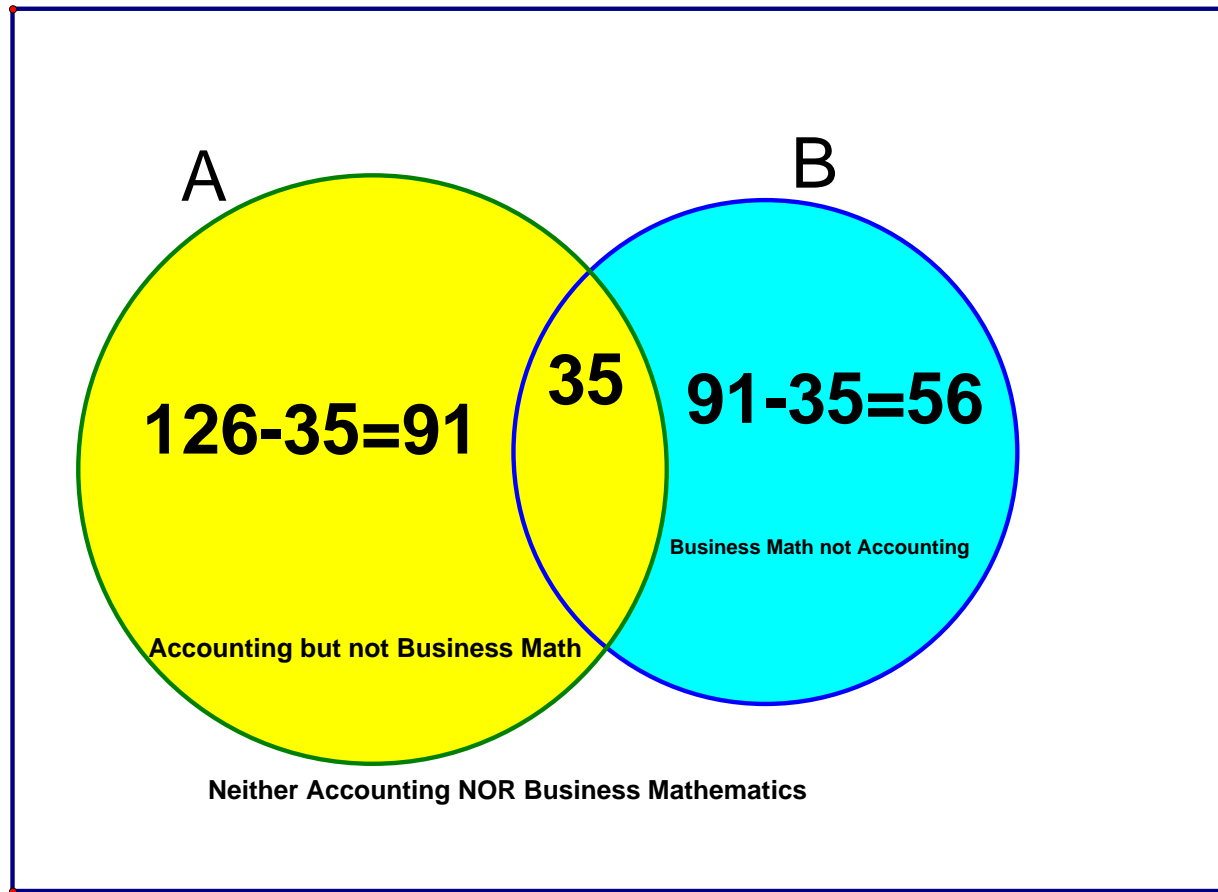 A
B
35
126-35=91
91-35=56
Business Math not Accounting
Accounting but not Business Math
Neither Accounting NOR Business Mathematics